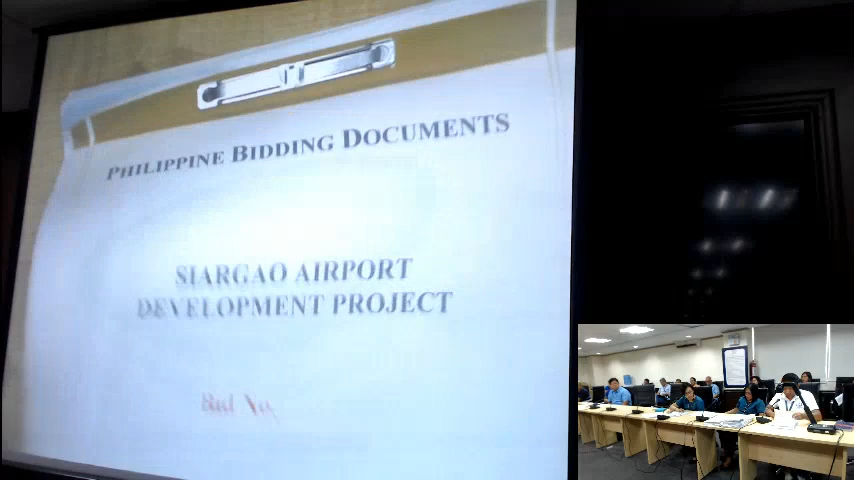 PHILIPPINE BIDDING DOCUMENTS
SIARGAO AIRPORT
DEVELOPMENT PROJECT
Bid No.